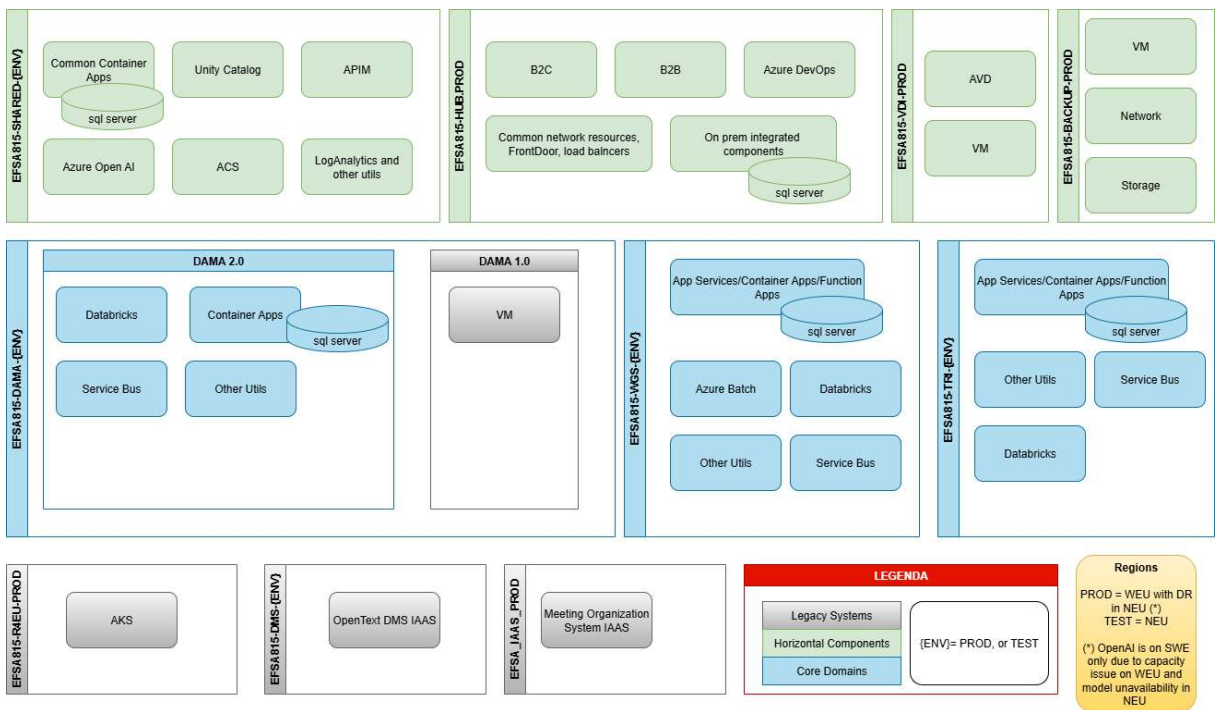 EFSA815-SHARED-{ENV}
Common Container
Apps
sql server
Unity Catalog
APIM
Azure Open AI
ACS
LogAnalytics and
other utils
EFSA815-HUB.PROD
B2C
B2B
Azure DevOps
Common network resources,
FrontDoor, load balncers
On prem integrated
components
sql server
EFSA815-VDI-PROD
AVD
VM
EFSA815-BACKUP-PROD
VM
Network
Storage
EFSA815-DAMA-{ENV}
DAMA 2.0
Databricks
Container Apps
sql server
Service Bus
Other Utils
DAMA 1.0
VM
EFSA815-WGS-{ENV}
App Services/Container Apps/Function
Apps
sql server
Azure Batch
Databricks
Other Utils
Service Bus
EFSA815-TRI-{ENV}
App Services/Container Apps/Function
Apps
sql server
Other Utils
Service Bus
Databricks
EFSA815-R4EU-PROD
AKS
EFSA815-DMS-{ENV}
OpenText DMS IAAS
EFSA_IAAS_PROD
Meeting Organization
System IAAS
LEGENDA
Legacy Systems
Horizontal Components
Core Domains
{ENV}= PROD, or TEST
Regions
PROD = WEU with DR
in NEU (*)
TEST = NEU
(*) OpenAI is on SWE
only due to capacity
issue on WEU and
model unavailability in
NEU